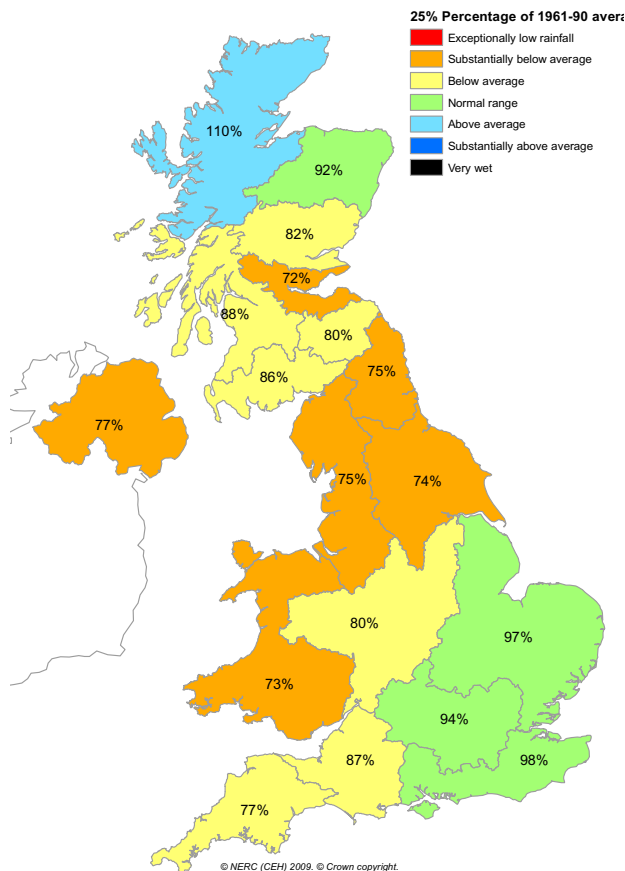 25% Percentage of 1961-90 avera
Exceptionally low rainfall
Substantially below average
Below average
Normal range
Above average
Substantially above average
Very wet
110%
92%
82%
72%
88%
80%
86%
75%
77%
75%
74%
80%
97%
73%
94%
87%
98%
77%
© NERC (CEH) 2009. © Crown copyright.